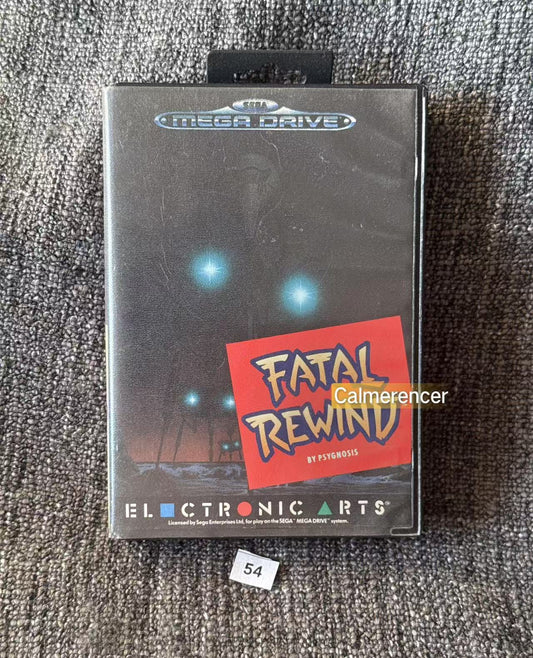 SEGA
MEGA DRIVE
FATAL
REWIND
Calmerencer
BY PSYGNOSIS
ELECTRONIC ARTS
Licensed by Sega Enterprises Ltd, for play on the SEGA™ MEGA DRIVE™ system.
54